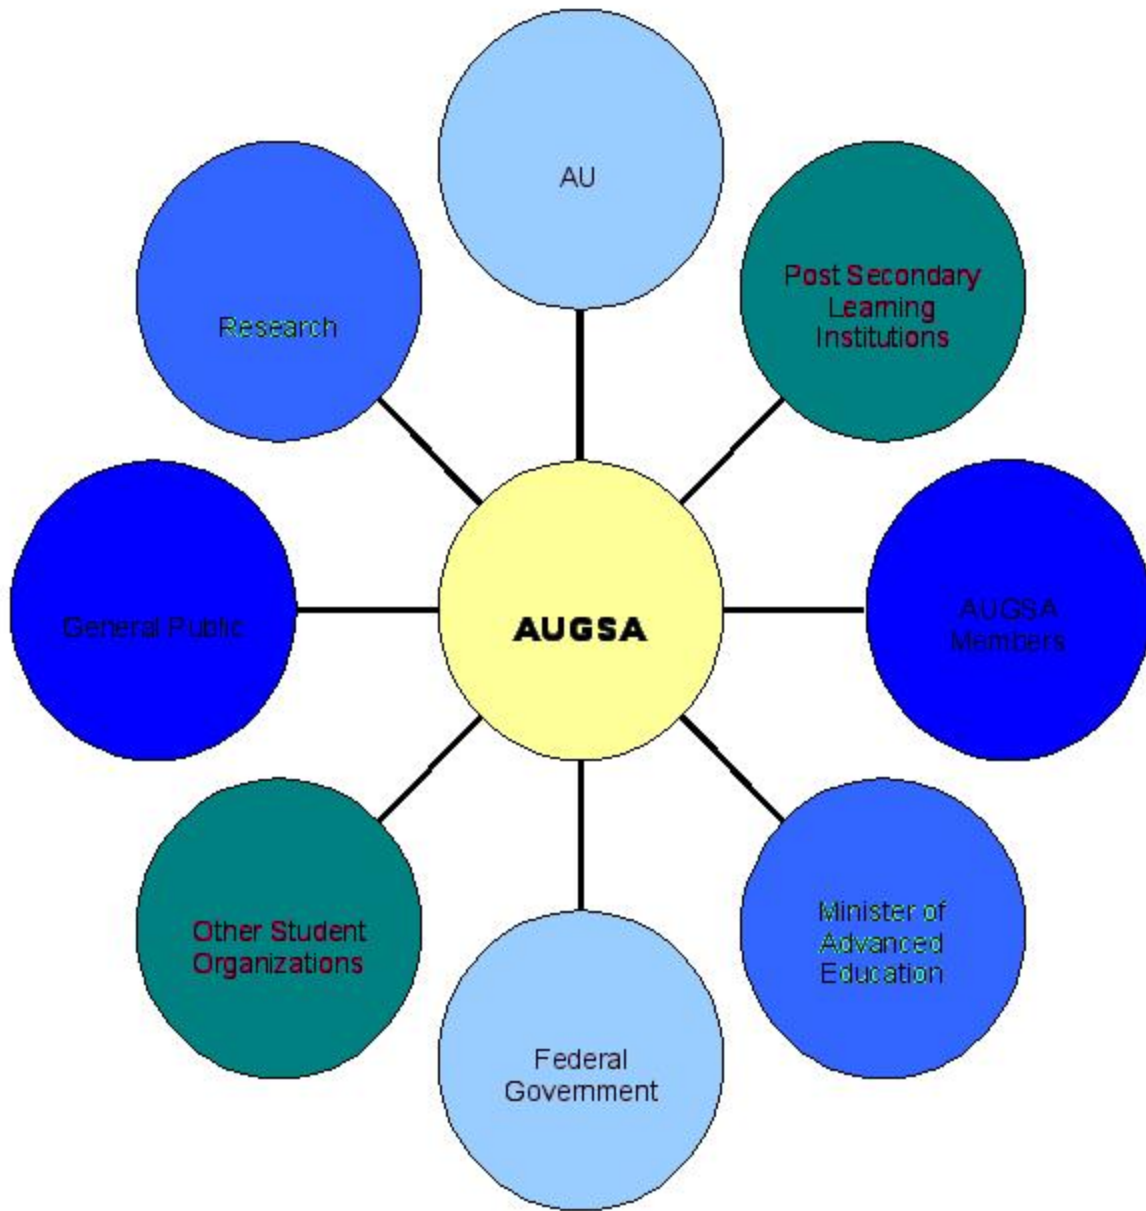 AU
Post Secondary
Learning
Institutions
Research
General Public
AUGSA
AUGSA
Members
Other Student
Organizations
Minister of
Advanced
Education
Federal
Government